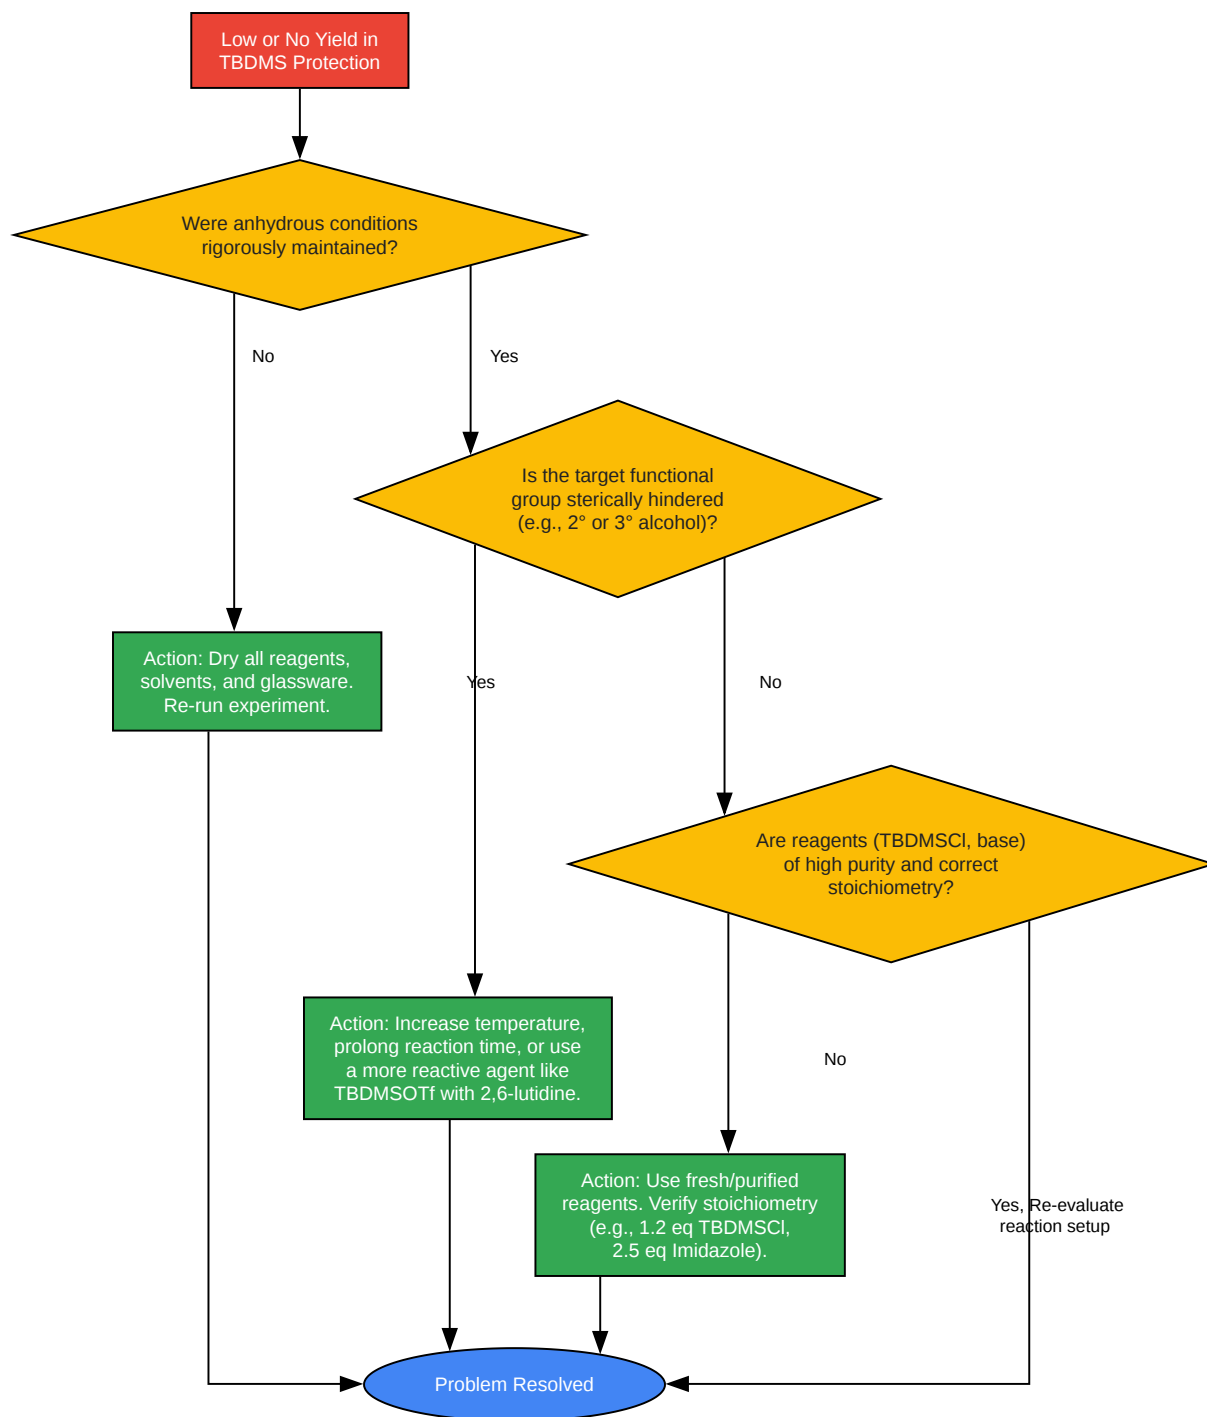 Low or No Yield in
TBDMS Protection
Were anhydrous conditions
rigorously maintained?
No
Yes
Is the target functional
group sterically hindered
(e.g., 2° or 3° alcohol)?
Action: Dry all reagents,
solvents, and glassware.
Re-run experiment.
Yes
No
Are reagents (TBDMSCl, base)
of high purity and correct
stoichiometry?
Action: Increase temperature,
prolong reaction time, or use
a more reactive agent like
TBDMSOTf with 2,6-lutidine.
No
Action: Use fresh/purified
reagents. Verify stoichiometry
(e.g., 1.2 eq TBDMSCl,
2.5 eq Imidazole).
Yes, Re-evaluate
reaction setup
Problem Resolved